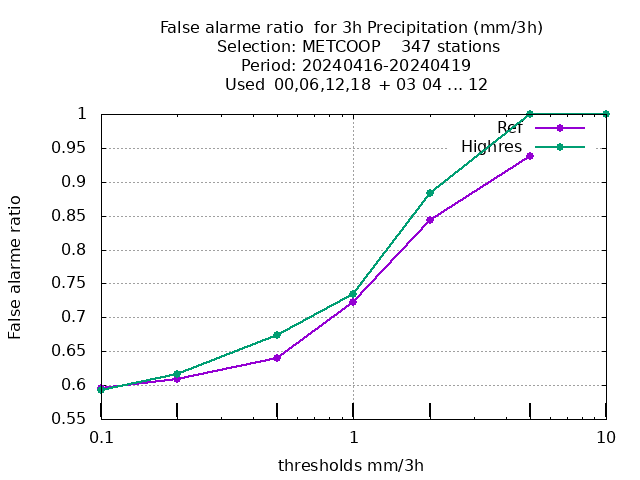 False alarme ratio  for 3h Precipitation (mm/3h)
Selection: METCOOP    347 stations
Period: 20240416-20240419
Used  00,06,12,18 + 03 04 ... 12
1
0.95
0.9
0.85
0.8
0.75
0.7
0.65
0.6
0.55
0.1
1
10
False alarme ratio
thresholds mm/3h
Ref
Highres